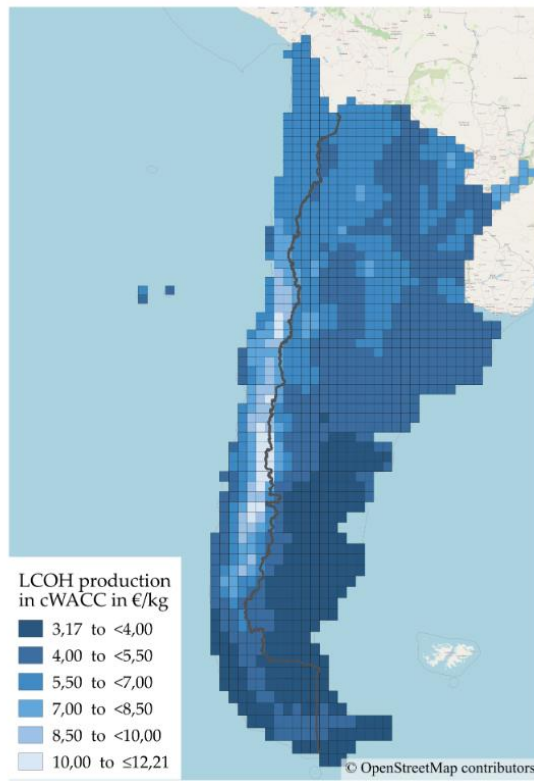 LCOH production
in cWACC in €/kg
3,17 to <4,00
4,00 to <5,50
5,50 to <7,00
7,00 to <8,50
8,50 to <10,00
10,00 to ≤12,21
© OpenStreetMap contributors